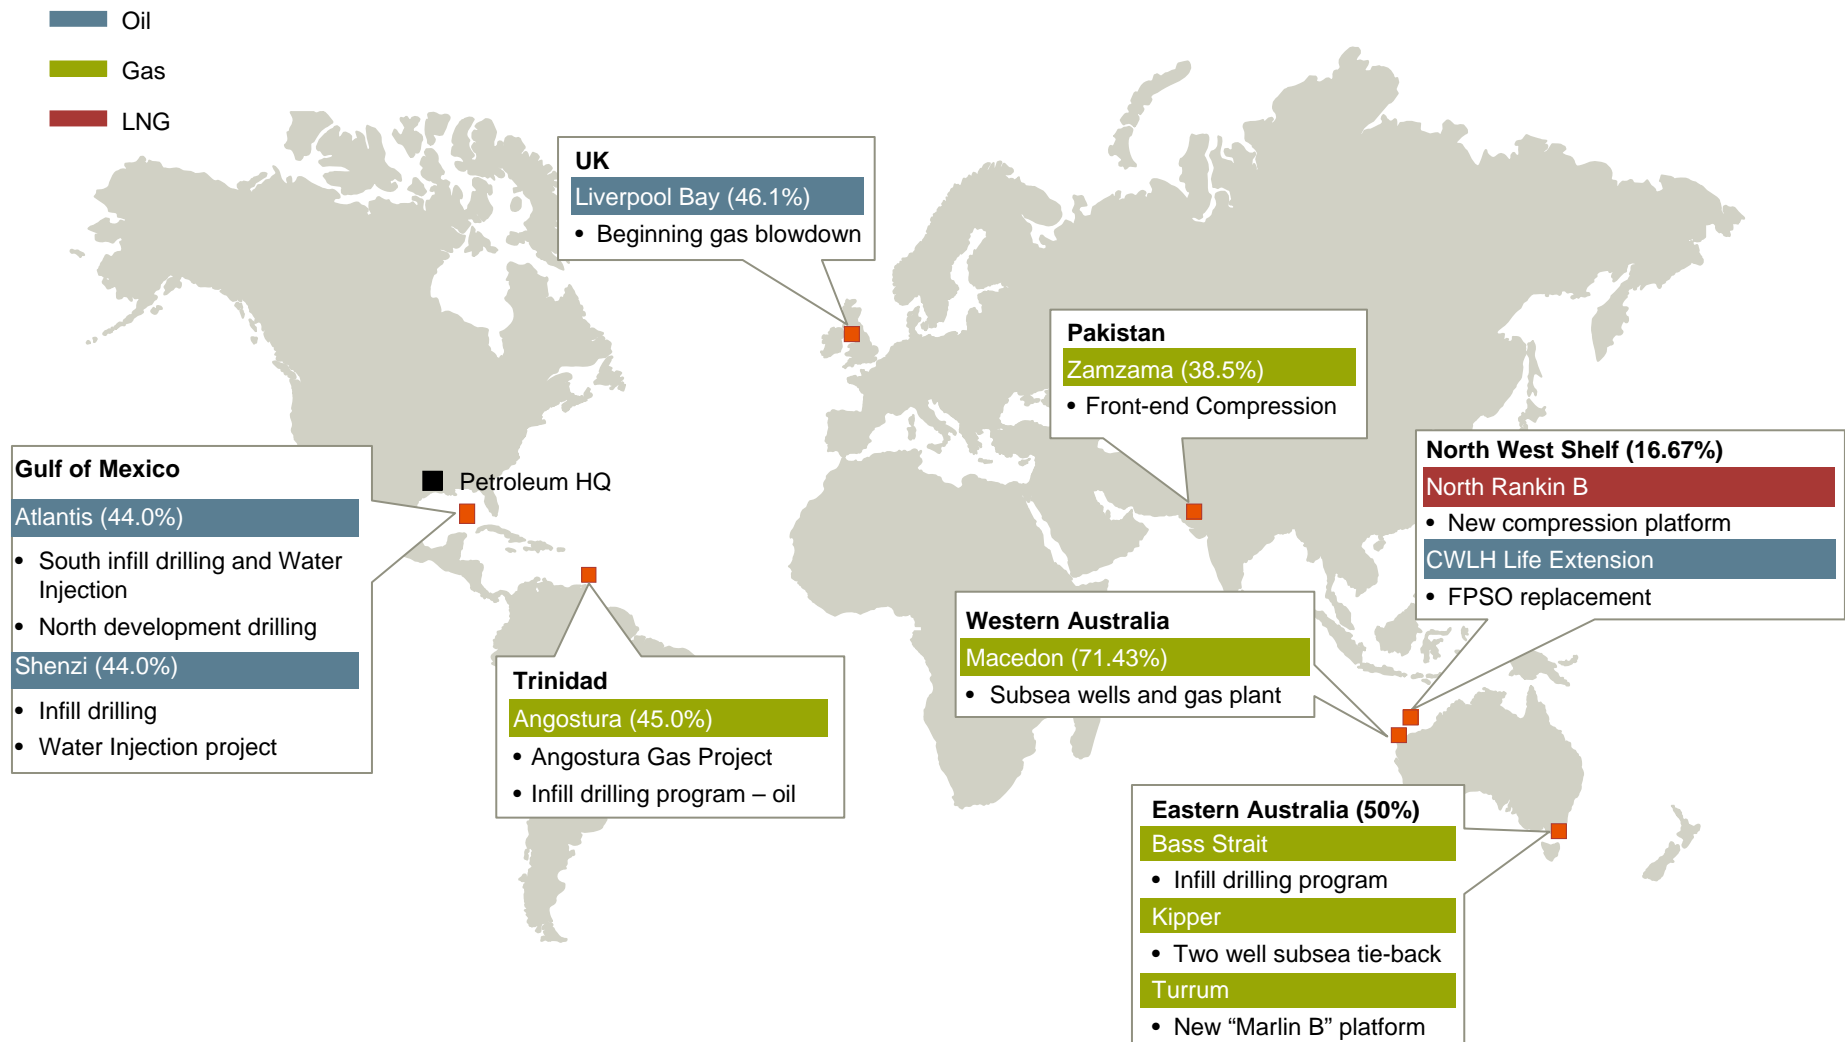 Oil
Gas
LNG
UK
Liverpool Bay (46.1%)
• Beginning gas blowdown
Pakistan
Zamzama (38.5%)
• Front-end Compression
Gulf of Mexico
Atlantis (44.0%)
• South infill drilling and Water
Injection
• North development drilling
Shenzi (44.0%)
• Infill drilling
• Water Injection project
Petroleum HQ
North West Shelf (16.67%)
North Rankin B
• New compression platform
CWLH Life Extension
• FPSO replacement
Western Australia
Macedon (71.43%)
• Subsea wells and gas plant
Trinidad
Angostura (45.0%)
• Angostura Gas Project
• Infill drilling program – oil
Eastern Australia (50%)
Bass Strait
• Infill drilling program
Kipper
• Two well subsea tie-back
Turrum
• New “Marlin B” platform